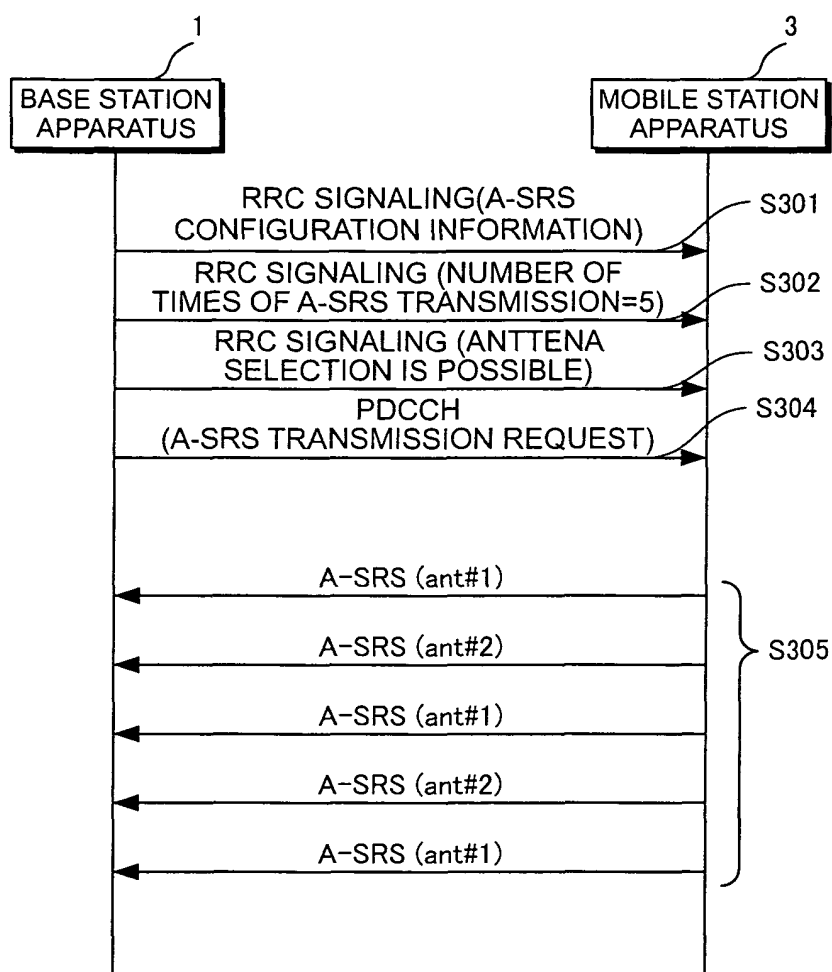 1
3
BASE STATION
APPARATUS
MOBILE STATION
APPARATUS
RRC SIGNALING(A-SRS
CONFIGURATION INFORMATION)
S301
RRC SIGNALING (NUMBER OF
TIMES OF A-SRS TRANSMISSION=5)
S302
RRC SIGNALING (ANTTENA
SELECTION IS POSSIBLE)
S303
PDCCH
(A-SRS TRANSMISSION REQUEST)
S304
A-SRS (ant#1)
A-SRS (ant#2)
S305
A-SRS (ant#1)
A-SRS (ant#2)
A-SRS (ant#1)